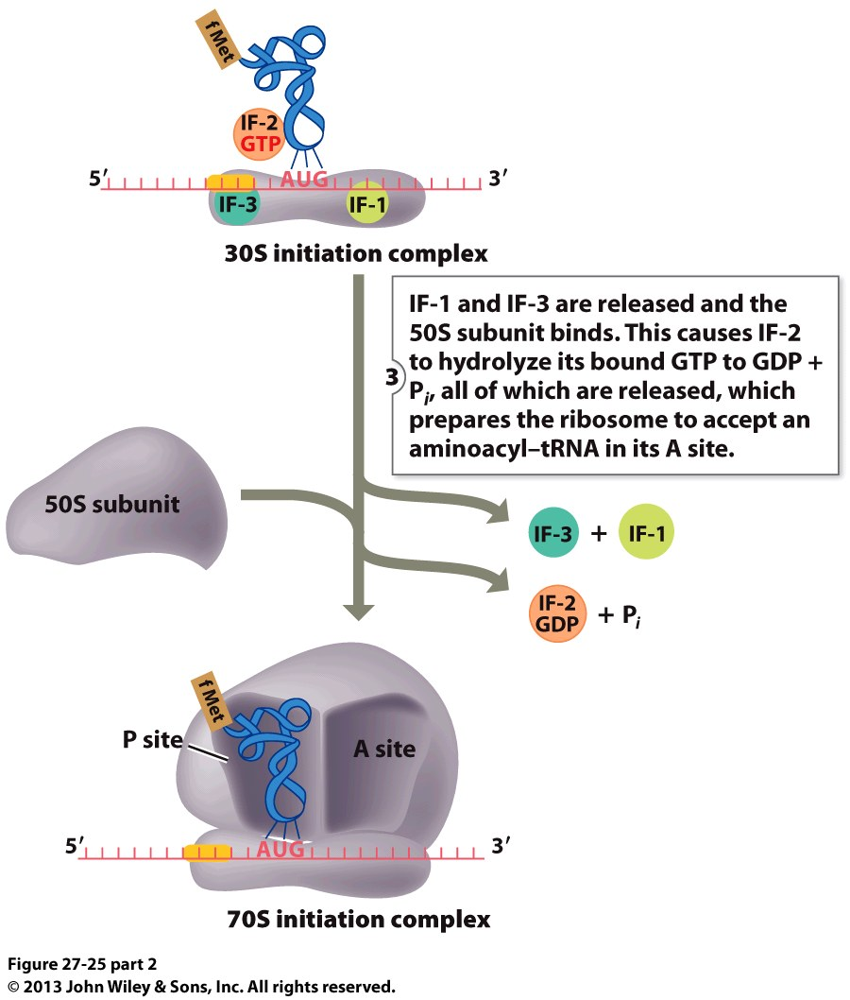 fMet
IF-2
GTP
5′ AUG 3′
IF-3 IF-1
30S initiation complex
IF-1 and IF-3 are released and the
50S subunit binds. This causes IF-2
3 to hydrolyze its bound GTP to GDP +
Pi, all of which are released, which
prepares the ribosome to accept an
aminoacyl–tRNA in its A site.
50S subunit
IF-3 + IF-1
IF-2
GDP + Pi
fMet
P site
A site
5′ AUG 3′
70S initiation complex
Figure 27-25 part 2
© 2013 John Wiley & Sons, Inc. All rights reserved.